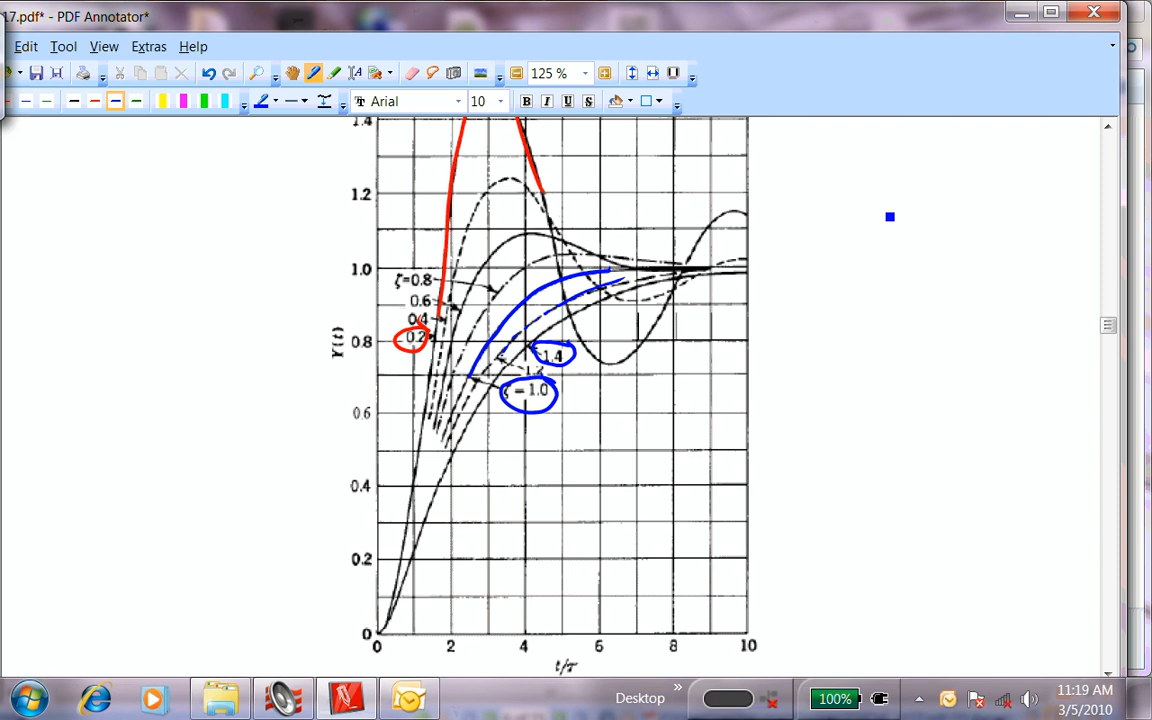 17.pdf* - PDF Annotator*
Edit Tool View Extras Help
125 %
Arial 10 B I U S
1.4
1.2
1.0
ζ=0.8
0.6
0.4
0.2
0.8
Y(t)
1.4
1.2
ζ = 1.0
0.6
0.4
0.2
0
0 2 4 6 8 10
t/τ
Desktop » 100% 11:19 AM
3/5/2010